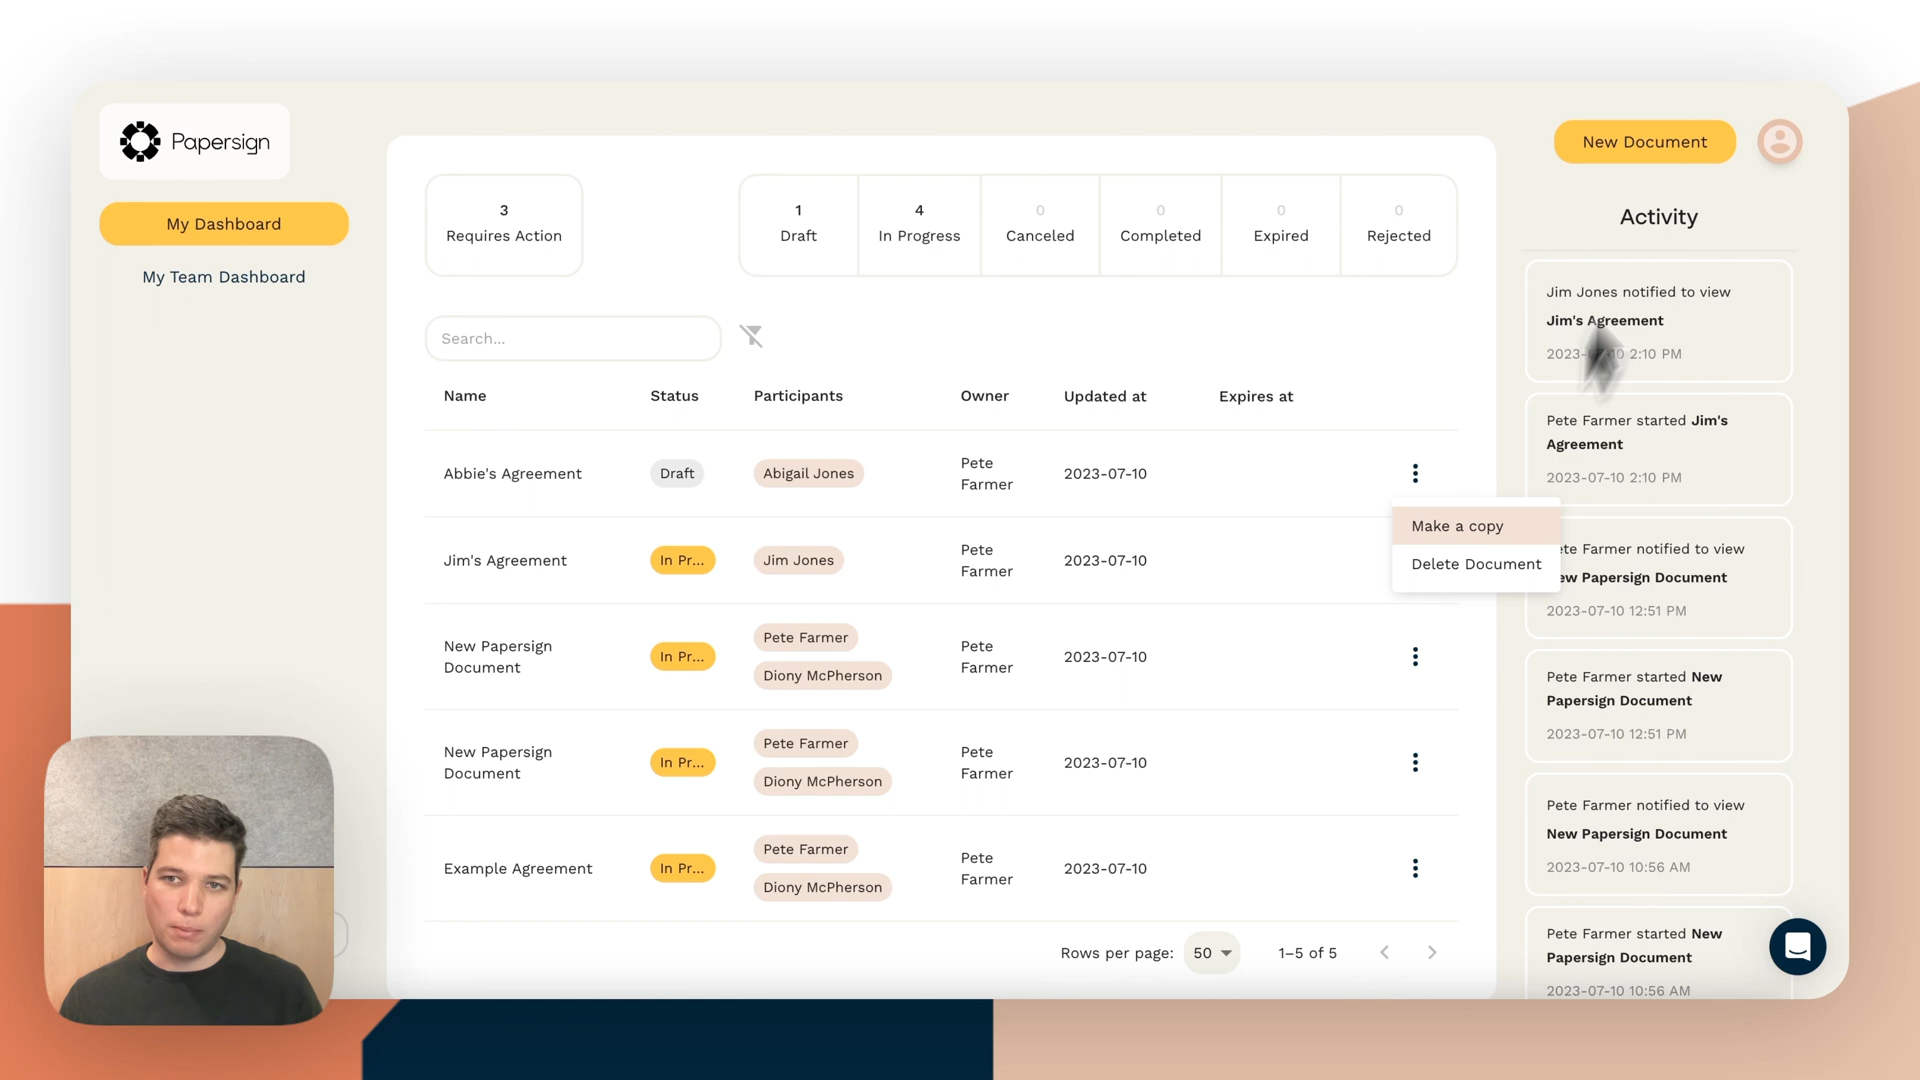 Papersign
My Dashboard
My Team Dashboard
3
Requires Action
1
Draft
4
In Progress
0
Canceled
0
Completed
0
Expired
0
Rejected
Search...
Name
Status
Participants
Owner
Updated at
Expires at
Abbie's Agreement
Draft
Abigail Jones
Pete
Farmer
2023-07-10
Make a copy
Delete Document
Jim's Agreement
In Pr...
Jim Jones
Pete
Farmer
2023-07-10
New Papersign
Document
In Pr...
Pete Farmer
Diony McPherson
Pete
Farmer
2023-07-10
New Papersign
Document
In Pr...
Pete Farmer
Diony McPherson
Pete
Farmer
2023-07-10
Example Agreement
In Pr...
Pete Farmer
Diony McPherson
Pete
Farmer
2023-07-10
Rows per page:
50
1–5 of 5
New Document
Activity
Jim Jones notified to view
Jim's Agreement
2023-07-10 2:10 PM
Pete Farmer started Jim's
Agreement
2023-07-10 2:10 PM
ete Farmer notified to view
ew Papersign Document
2023-07-10 12:51 PM
Pete Farmer started New
Papersign Document
2023-07-10 12:51 PM
Pete Farmer notified to view
New Papersign Document
2023-07-10 10:56 AM
Pete Farmer started New
Papersign Document
2023-07-10 10:56 AM